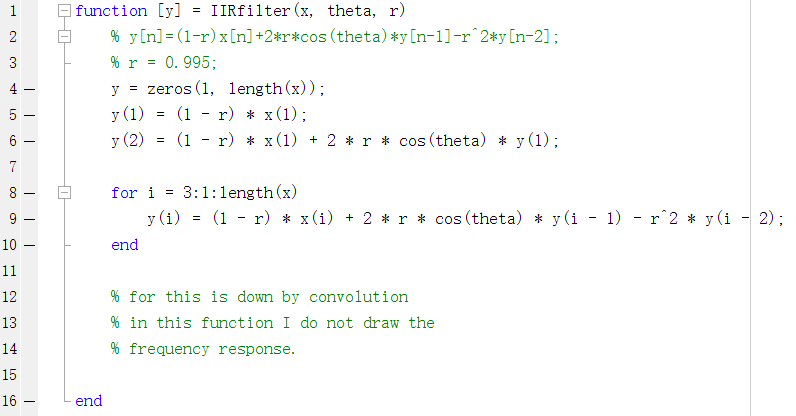 1 function [y] = IIRfilter(x, theta, r)
2 % y[n]=(1-r)x[n]+2*r*cos(theta)*y[n-1]-r^2*y[n-2];
3 % r = 0.995;
4 — y = zeros(1, length(x));
5 — y(1) = (1 - r) * x(1);
6 — y(2) = (1 - r) * x(1) + 2 * r * cos(theta) * y(1);
7
8 — for i = 3:1:length(x)
9 — y(i) = (1 - r) * x(i) + 2 * r * cos(theta) * y(i - 1) - r^2 * y(i - 2);
10 — end
11
12 % for this is down by convolution
13 % in this function I do not draw the
14 % frequency response.
15
16 — end